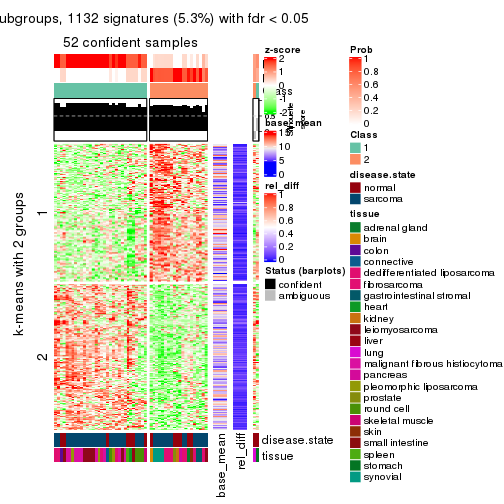 ubgroups, 1132 signatures (5.3%) with fdr < 0.05
52 confident samples
k-means with 2 groups
1
2
base_mean
rel_diff
disease.state
tissue
z-score
2
1
0
-1
-2
base_mean
15
10
5
0
rel_diff
1
0.8
0.6
0.4
0.2
0
Status (barplots)
confident
ambiguous
Silhouette
score
Prob
1
0.8
0.6
0.4
0.2
0
Class
1
2
disease.state
normal
sarcoma
tissue
adrenal gland
brain
colon
connective
dedifferentiated liposarcoma
fibrosarcoma
gastrointestinal stromal
heart
kidney
leiomyosarcoma
liver
lung
malignant fibrous histiocytoma
pancreas
pleomorphic liposarcoma
prostate
round cell
skeletal muscle
skin
small intestine
spleen
stomach
synovial